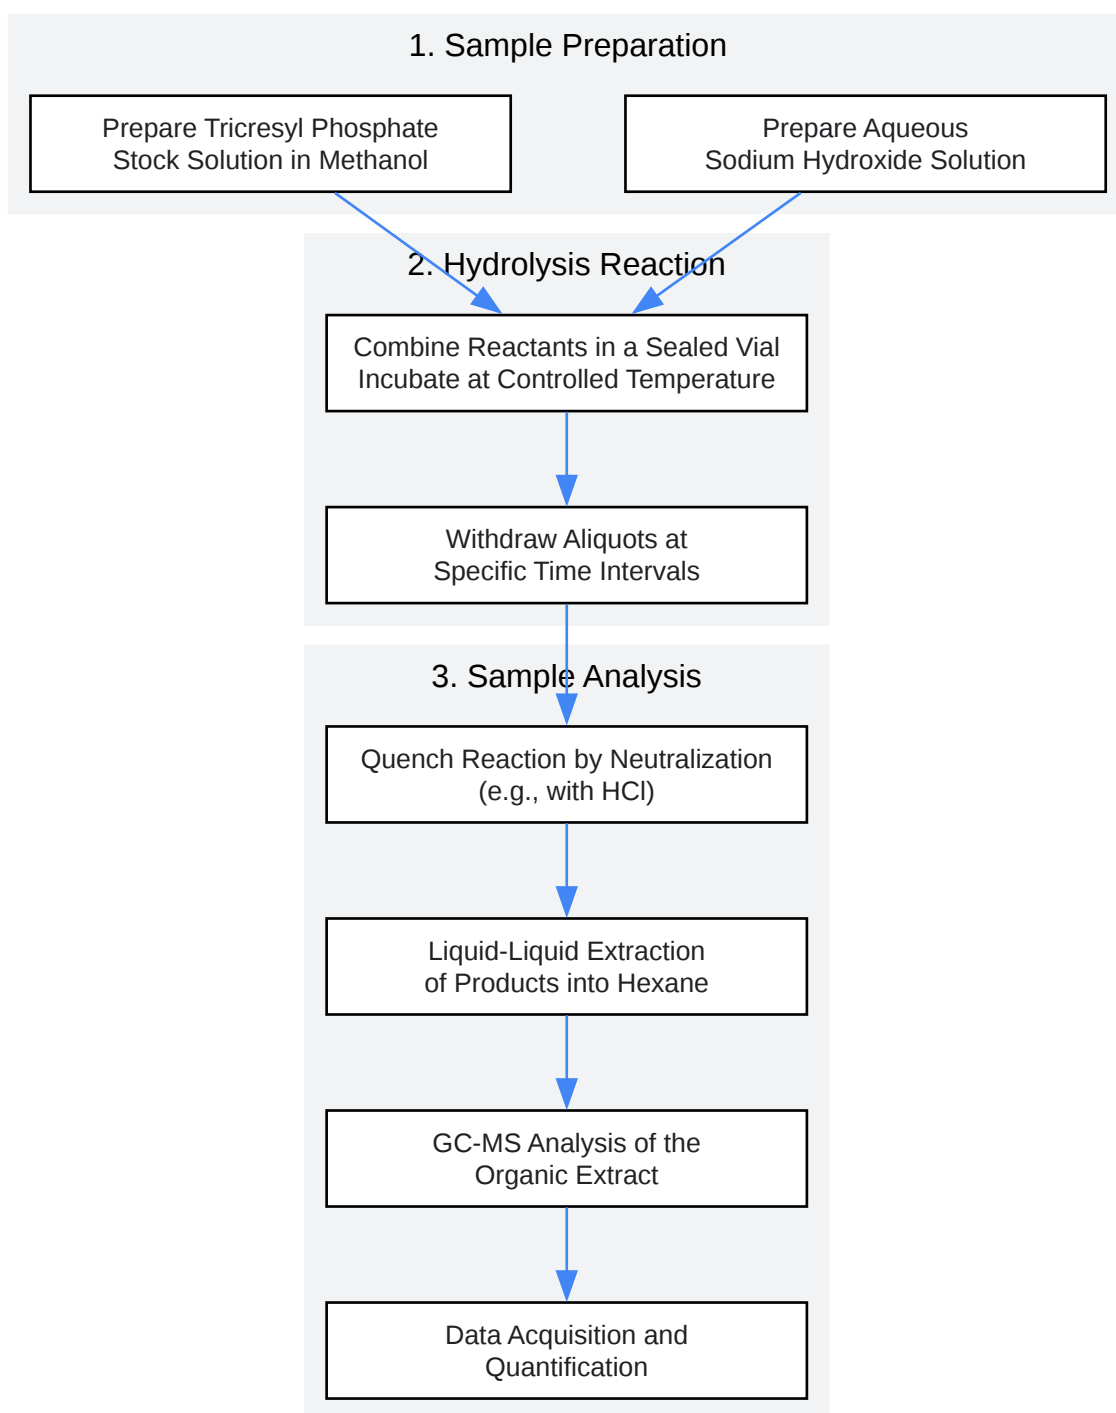 1. Sample Preparation
Prepare Tricresyl Phosphate
Stock Solution in Methanol
Prepare Aqueous
Sodium Hydroxide Solution
2. Hydrolysis Reaction
Combine Reactants in a Sealed Vial
Incubate at Controlled Temperature
Withdraw Aliquots at
Specific Time Intervals
3. Sample Analysis
Quench Reaction by Neutralization
(e.g., with HCl)
Liquid-Liquid Extraction
of Products into Hexane
GC-MS Analysis of the
Organic Extract
Data Acquisition and
Quantification